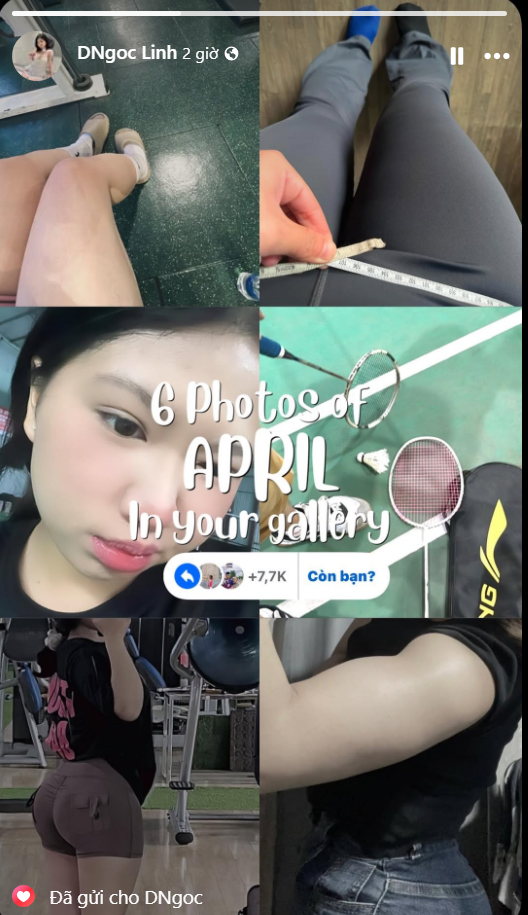 DNgoc Linh 2 giờ
6 Photos of
APRIL
In your gallery
+7,7K Còn bạn?
Đã gửi cho DNgoc